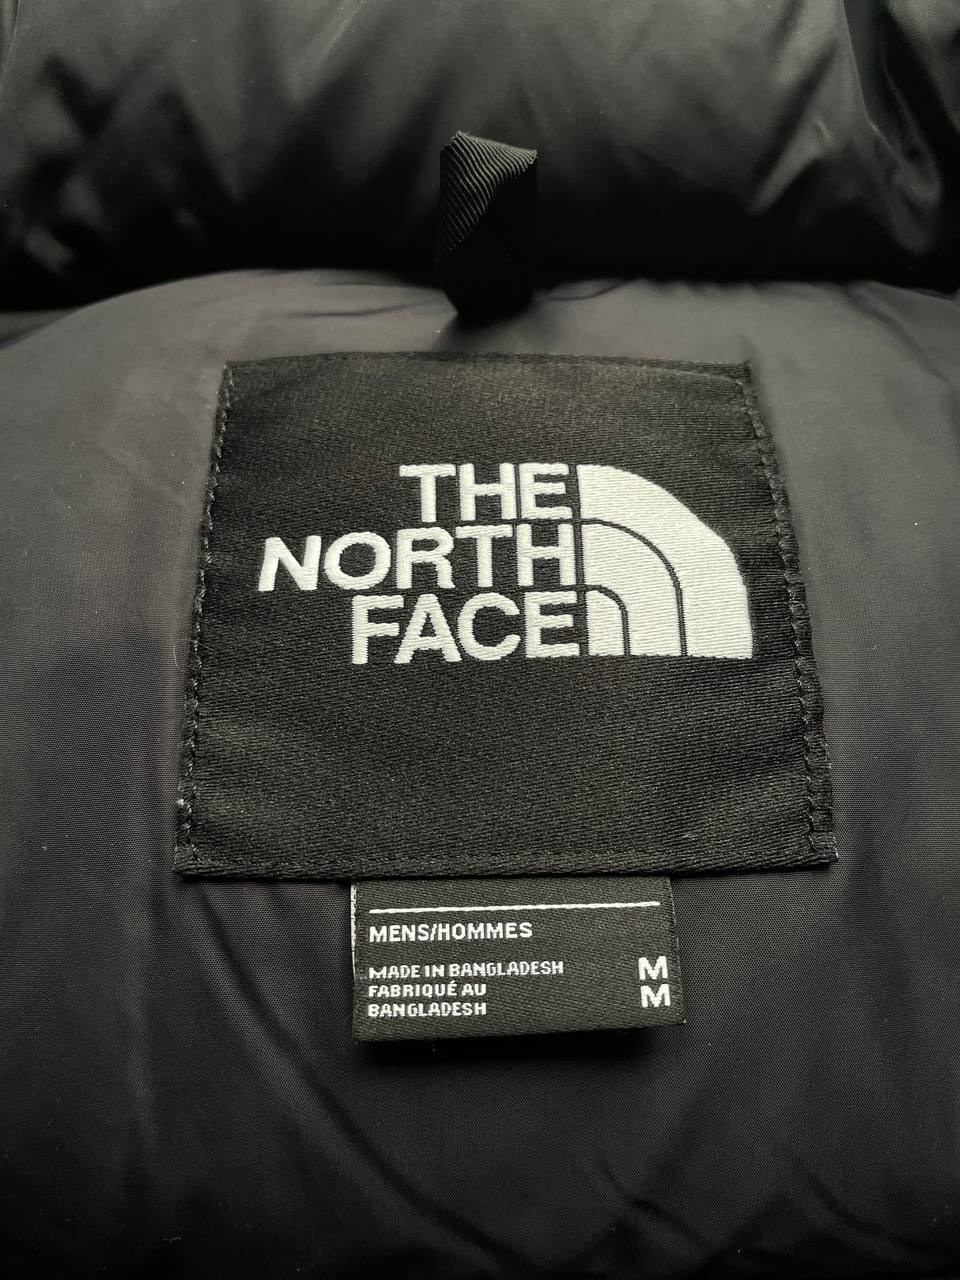 THE
NORTH
FACE
MENS/HOMMES
MADE IN BANGLADESH M
FABRIQUÉ AU M
BANGLADESH